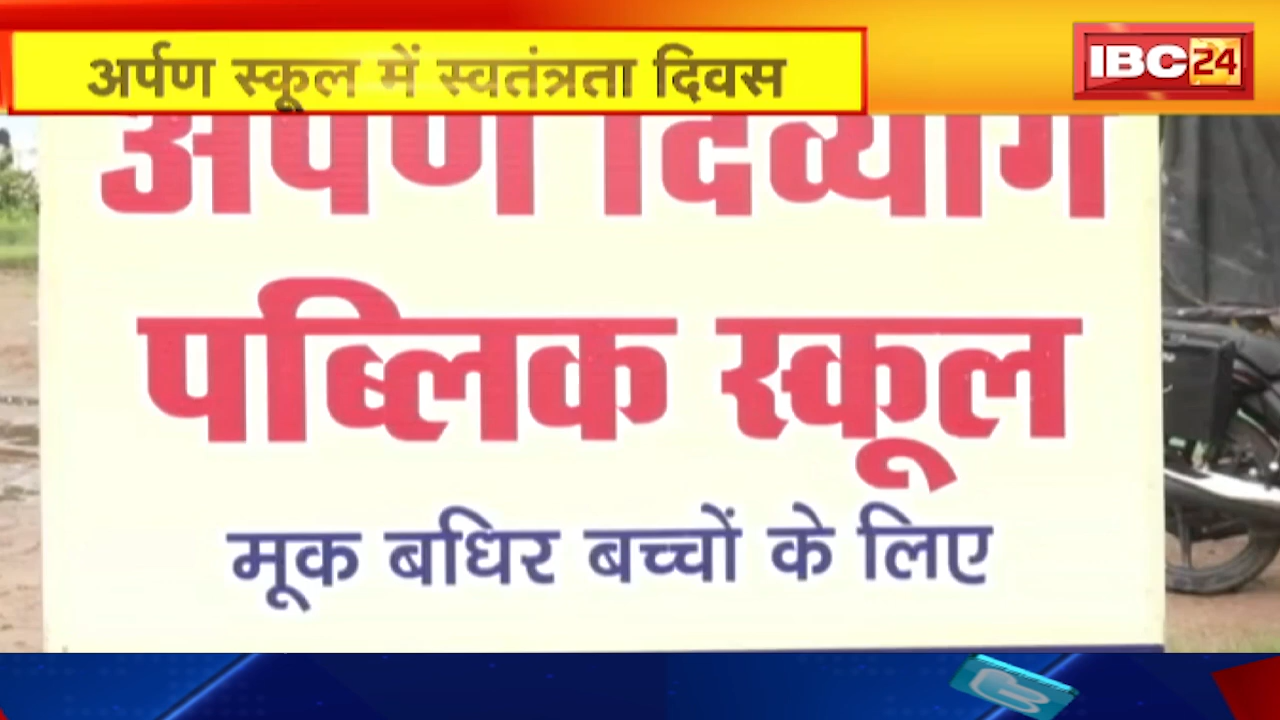 अर्पण स्कूल में स्वतंत्रता दिवस
IBC24
अर्पण दिव्यांग
पब्लिक स्कूल
मूक बधिर बच्चों के लिए